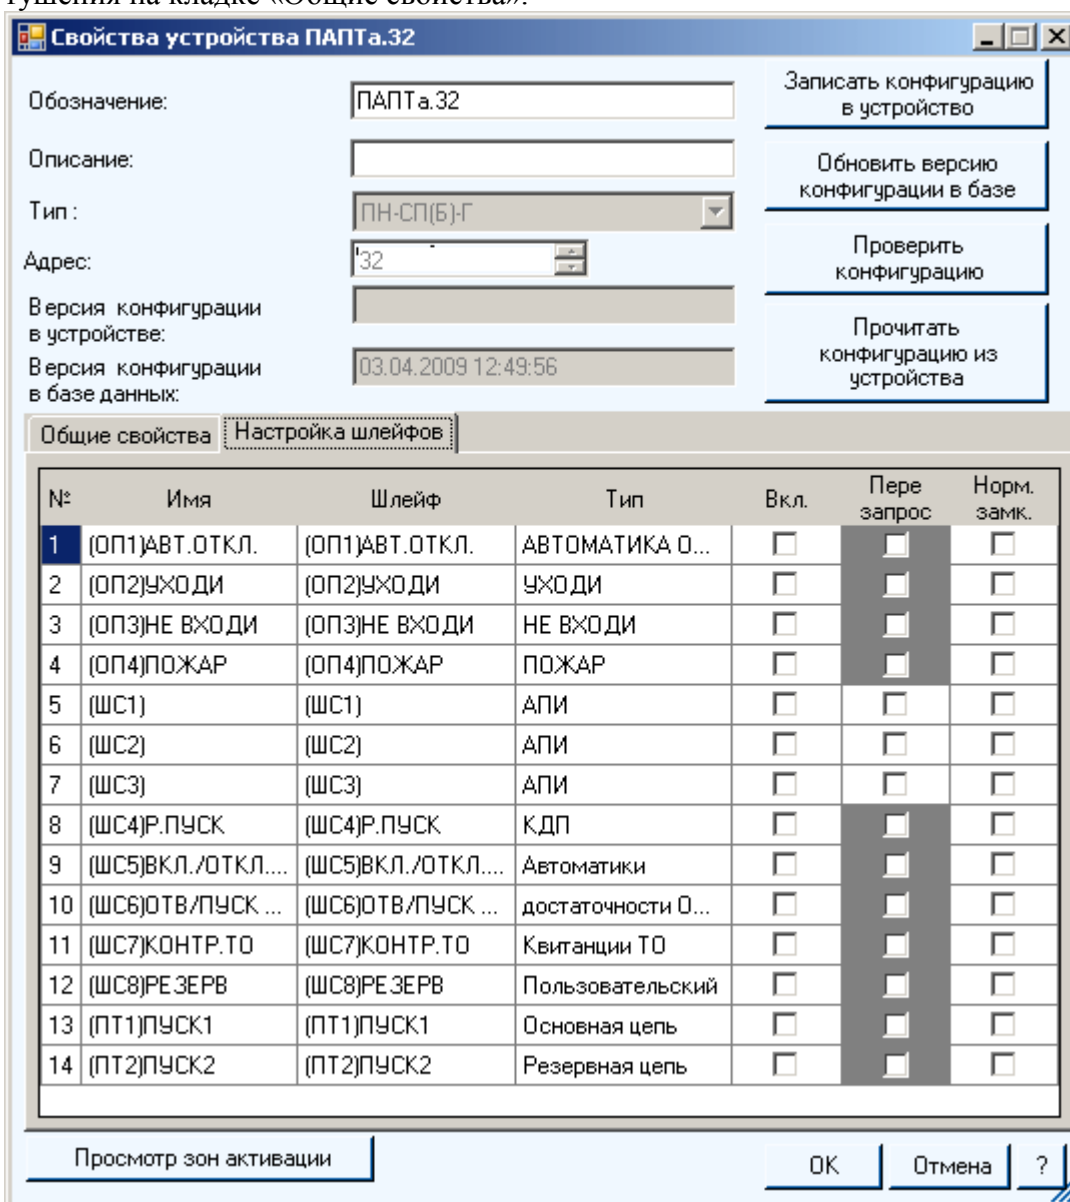 тушения на кладке «Общие свойства».
Свойства устройства ПАПТа.32
Обозначение: ПАПТа.32
Записать конфигурацию
в устройство
Описание:
Обновить версию
конфигурации в базе
Тип : ПН-СП(Б)-Г
Адрес: 32
Проверить
конфигурацию
Версия конфигурации
в устройстве:
Версия конфигурации
в базе данных:
03.04.2009 12:49:56
Прочитать
конфигурацию из
устройства
Общие свойства Настройка шлейфов
№ Имя Шлейф Тип Вкл. Пере
запрос Норм.
замк.
1 (ОП1)АВТ.ОТКЛ. (ОП1)АВТ.ОТКЛ. АВТОМАТИКА О...
2 (ОП2)УХОДИ (ОП2)УХОДИ УХОДИ
3 (ОП3)НЕ ВХОДИ (ОП3)НЕ ВХОДИ НЕ ВХОДИ
4 (ОП4)ПОЖАР (ОП4)ПОЖАР ПОЖАР
5 (ШС1) (ШС1) АПИ
6 (ШС2) (ШС2) АПИ
7 (ШС3) (ШС3) АПИ
8 (ШС4)Р.ПУСК (ШС4)Р.ПУСК КДП
9 (ШС5)ВКЛ./ОТКЛ.... (ШС5)ВКЛ./ОТКЛ.... Автоматики
10 (ШС6)ОТВ/ПУСК ... (ШС6)ОТВ/ПУСК ... достаточности О...
11 (ШС7)КОНТР.ТО (ШС7)КОНТР.ТО Квитанции ТО
12 (ШС8)РЕЗЕРВ (ШС8)РЕЗЕРВ Пользовательский
13 (ПТ1)ПУСК1 (ПТ1)ПУСК1 Основная цепь
14 (ПТ2)ПУСК2 (ПТ2)ПУСК2 Резервная цепь
Просмотр зон активации OK Отмена ?